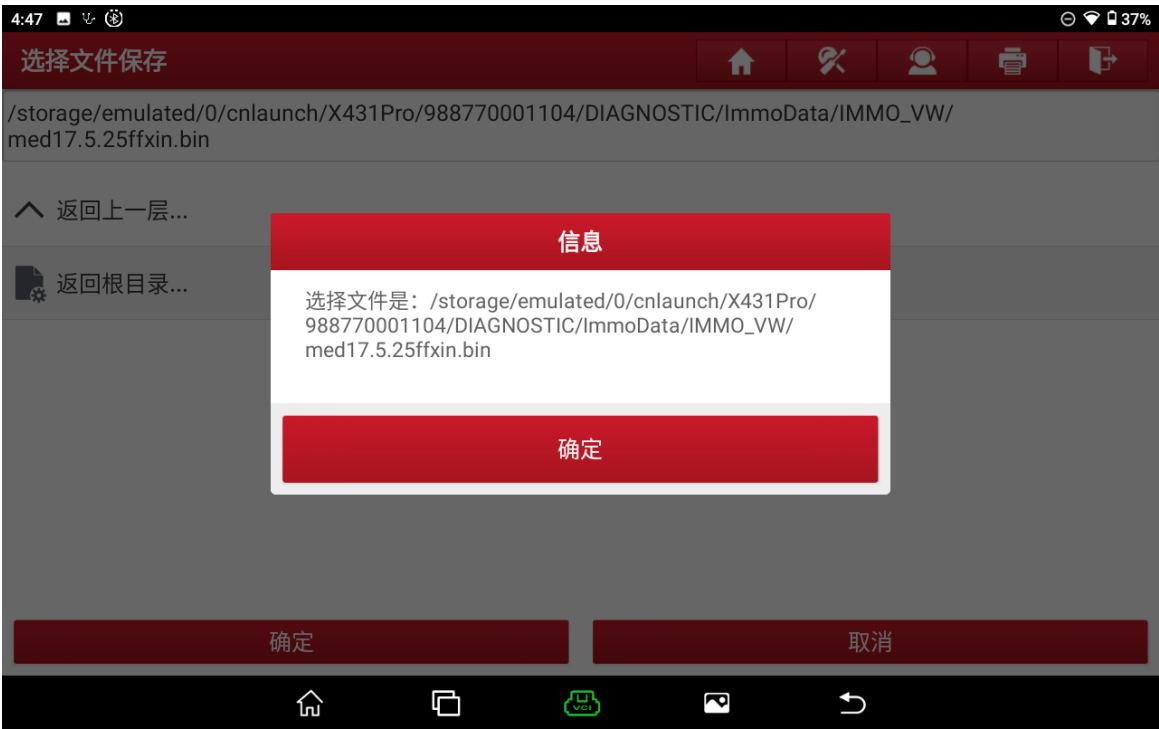 4:47
37%
选择文件保存
/storage/emulated/0/cnlaunch/X431Pro/988770001104/DIAGNOSTIC/ImmoData/IMMO_VW/
med17.5.25ffxin.bin
返回上一层...
返回根目录...
信息
选择文件是：/storage/emulated/0/cnlaunch/X431Pro/
988770001104/DIAGNOSTIC/ImmoData/IMMO_VW/
med17.5.25ffxin.bin
确定
确定
取消
VCI